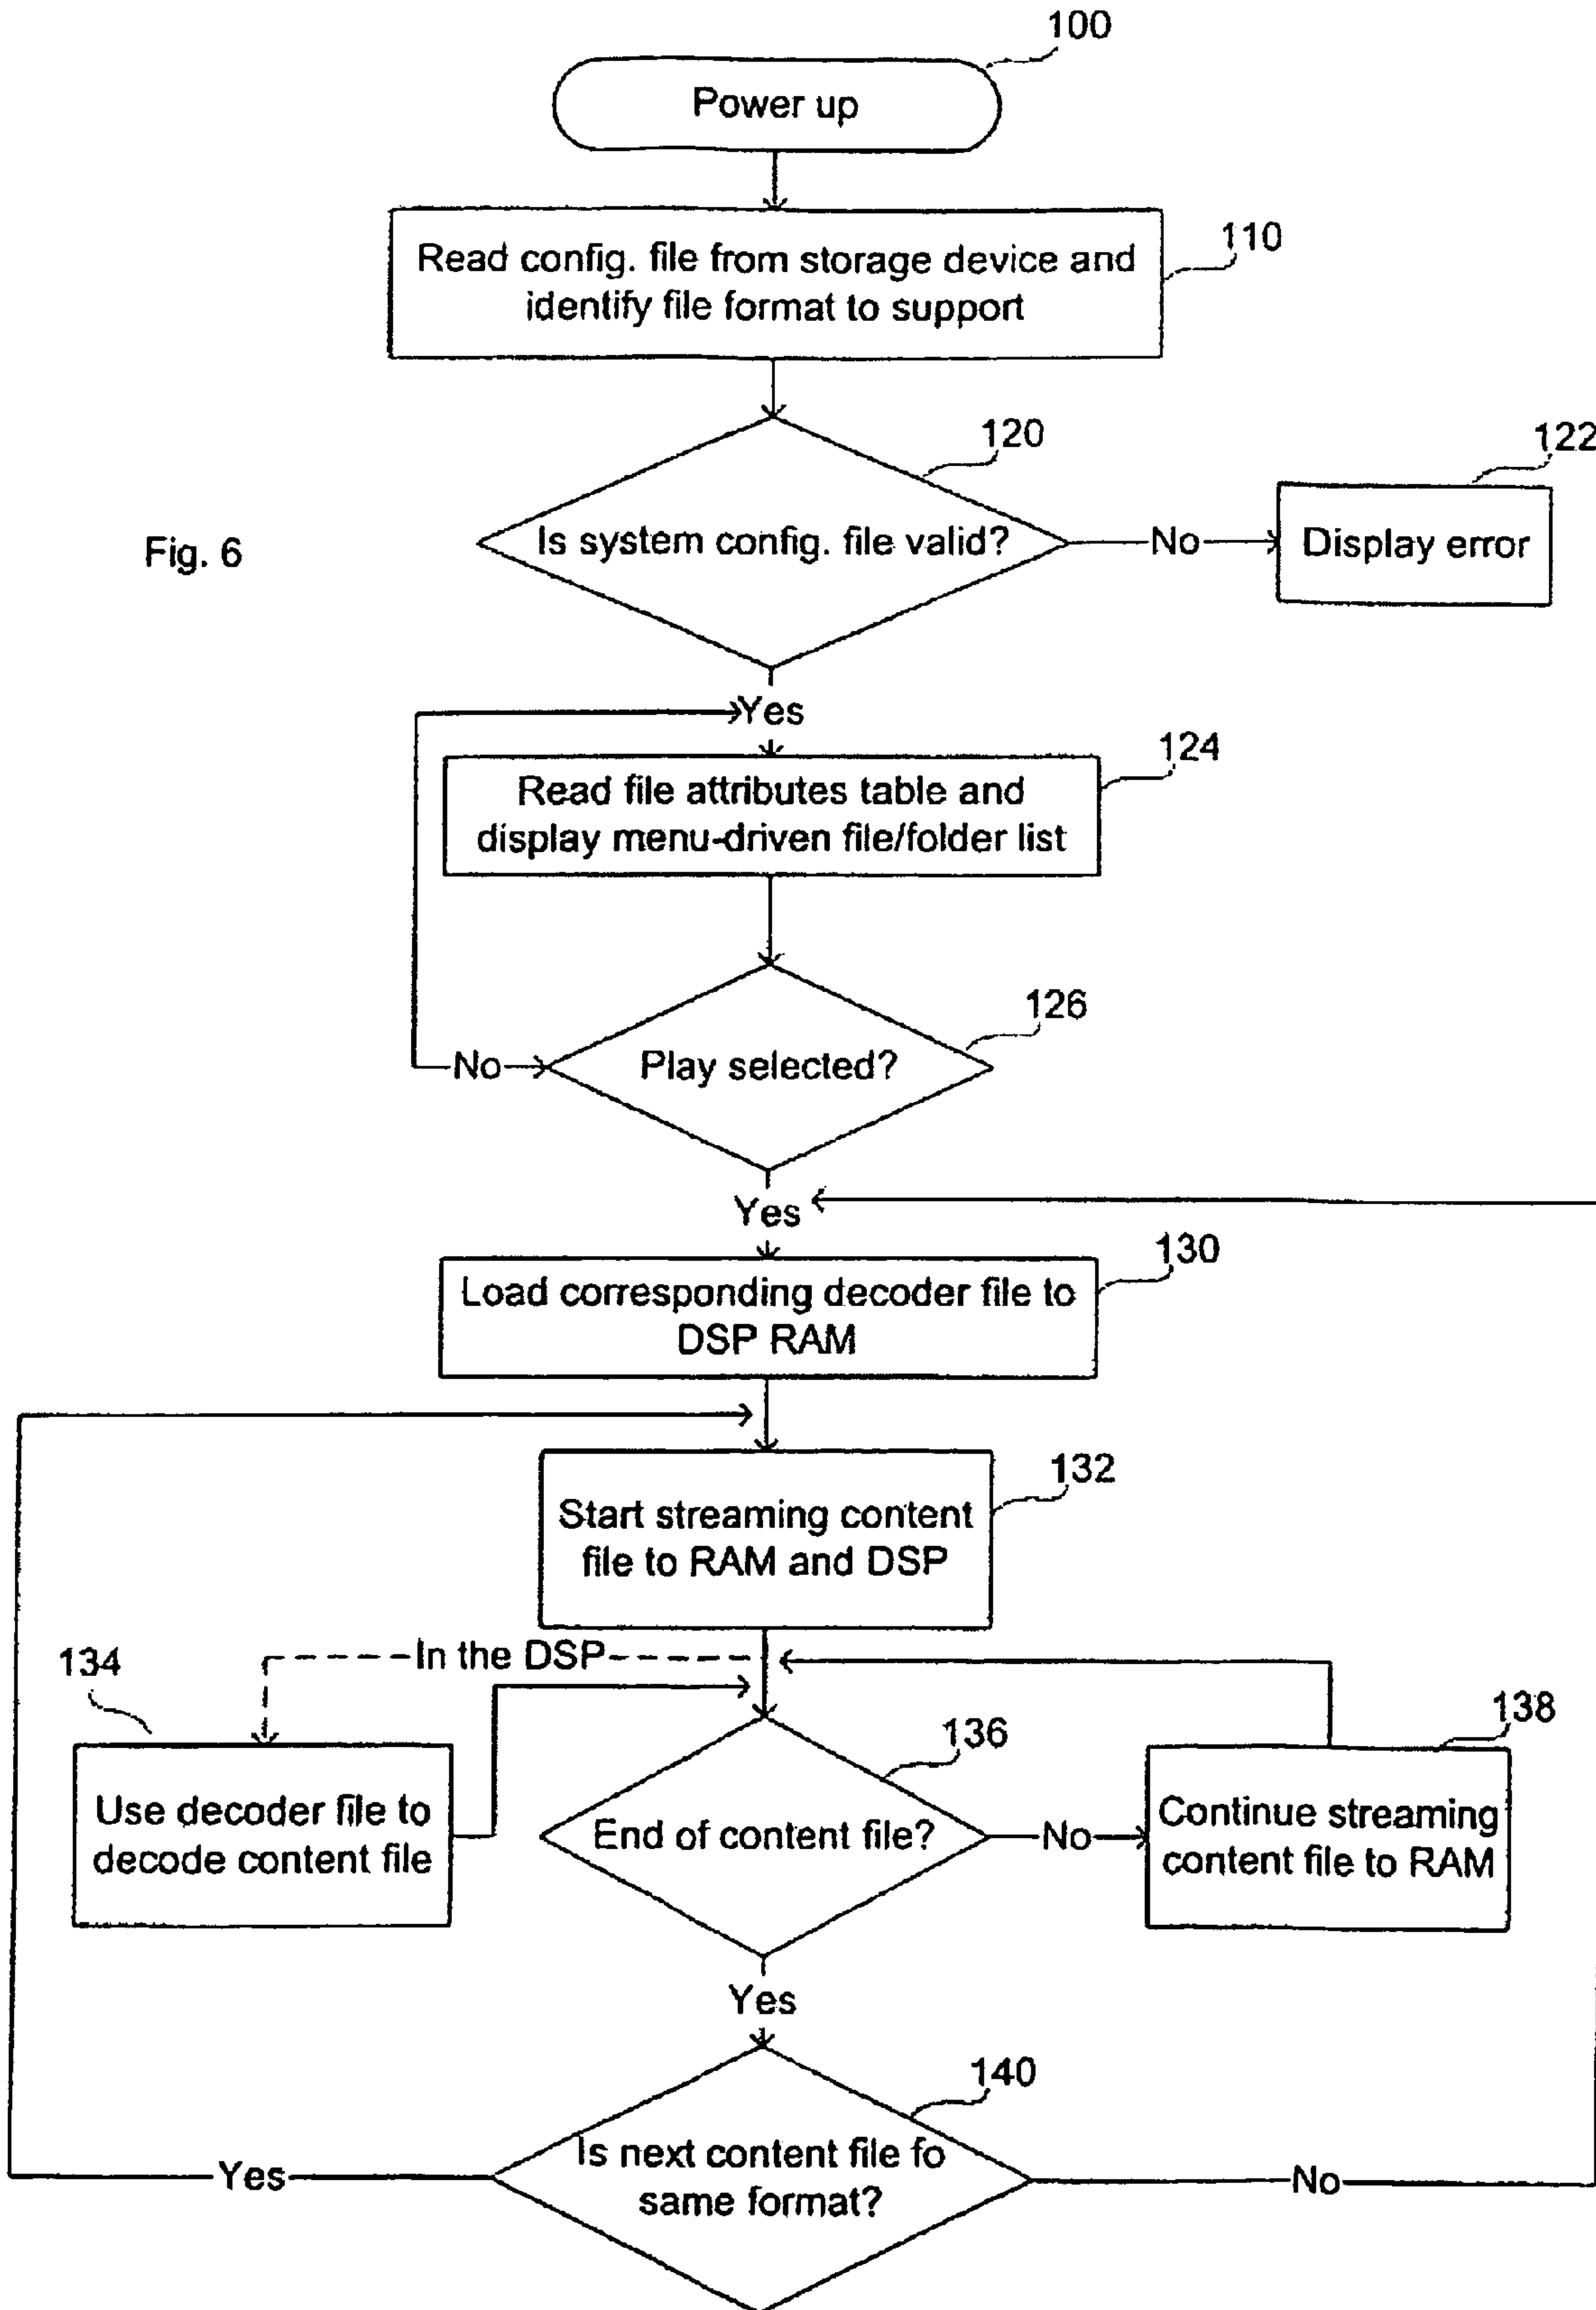 100
Power up
110
Read config. file from storage device and
identify file format to support
120
122
Fig. 6
Is system config. file valid?
No
Display error
Yes
124
Read file attributes table and
display menu-driven file/folder list
126
No
Play selected?
Yes
130
Load corresponding decoder file to
DSP RAM
132
Start streaming content
file to RAM and DSP
134
In the DSP
136
138
Use decoder file to
decode content file
End of content file?
No
Continue streaming
content file to RAM
Yes
140
Is next content file fo
same format?
Yes
No